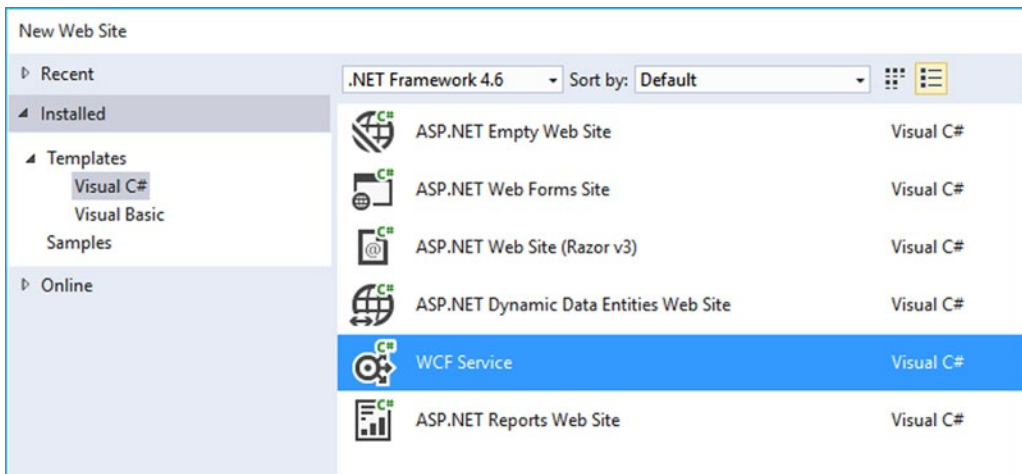 New Web Site
Recent
Installed
Templates
Visual C#
Visual Basic
Samples
Online
.NET Framework 4.6 Sort by: Default
C# ASP.NET Empty Web Site Visual C#
C# ASP.NET Web Forms Site Visual C#
C# @ ASP.NET Web Site (Razor v3) Visual C#
C# ASP.NET Dynamic Data Entities Web Site Visual C#
C# WCF Service Visual C#
C# ASP.NET Reports Web Site Visual C#